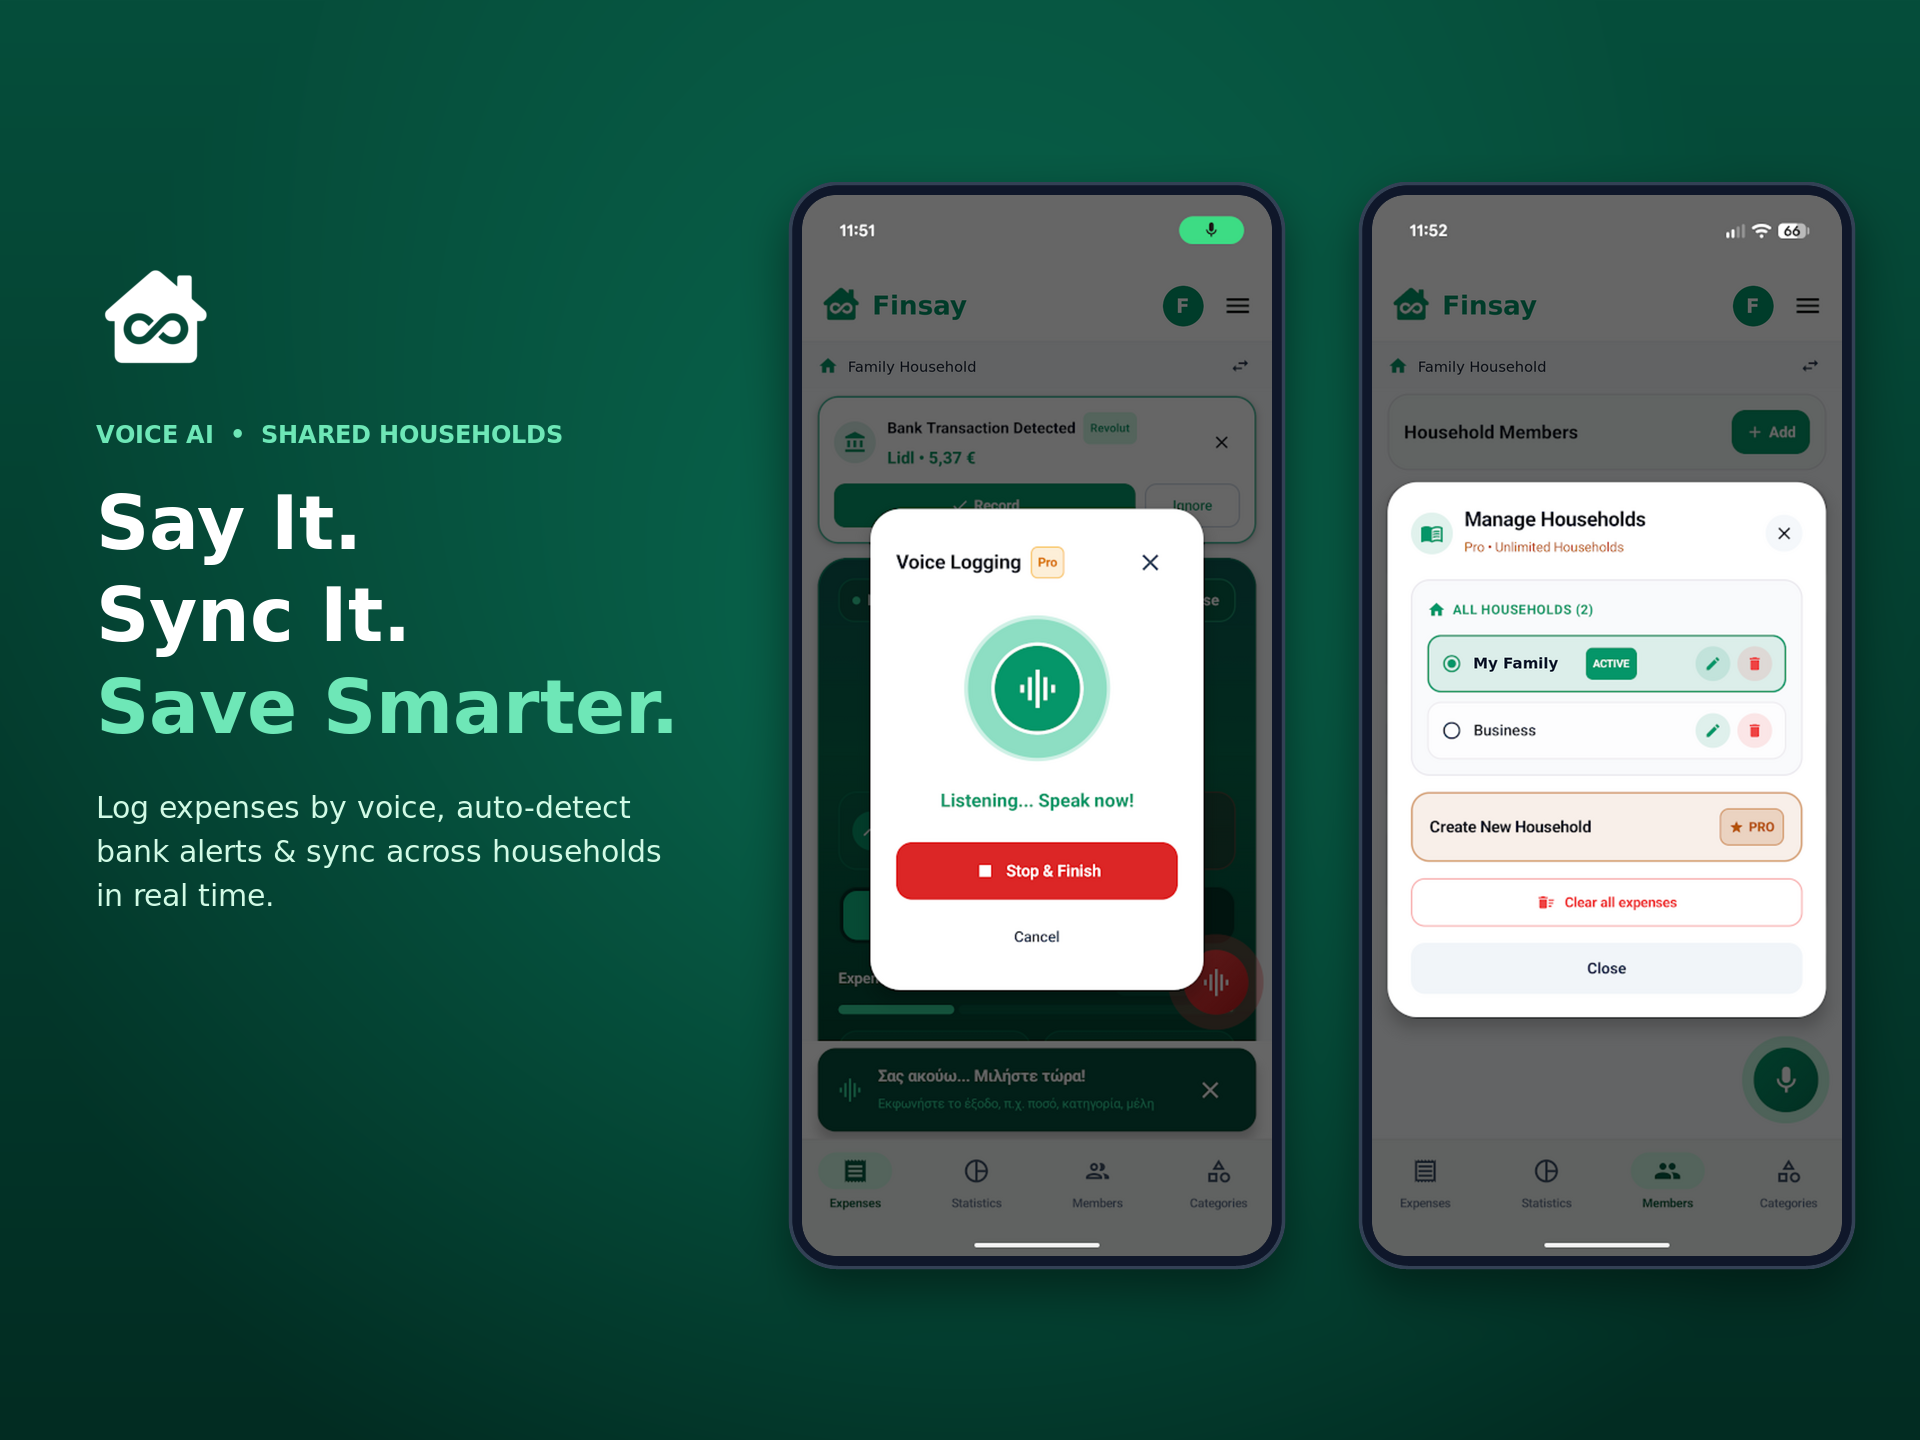 VOICE AI • SHARED HOUSEHOLDS
Say It.
Sync It.
Save Smarter.
Log expenses by voice, auto-detect
bank alerts & sync across households
in real time.
11:51
Finsay
F
Family Household
Bank Transaction Detected
Revolut
Lidl • 5,37 €
Record
Ignore
Voice Logging
Pro
Listening... Speak now!
Stop & Finish
Cancel
Σας ακούω... Μιλήστε τώρα!
Εκφωνήστε το έξοδο, π.χ. ποσό, κατηγορία, μέλη
Expenses
Statistics
Members
Categories
11:52
66
Finsay
F
Family Household
Household Members
+ Add
Manage Households
Pro • Unlimited Households
ALL HOUSEHOLDS (2)
My Family
ACTIVE
Business
Create New Household
PRO
Clear all expenses
Close
Expenses
Statistics
Members
Categories